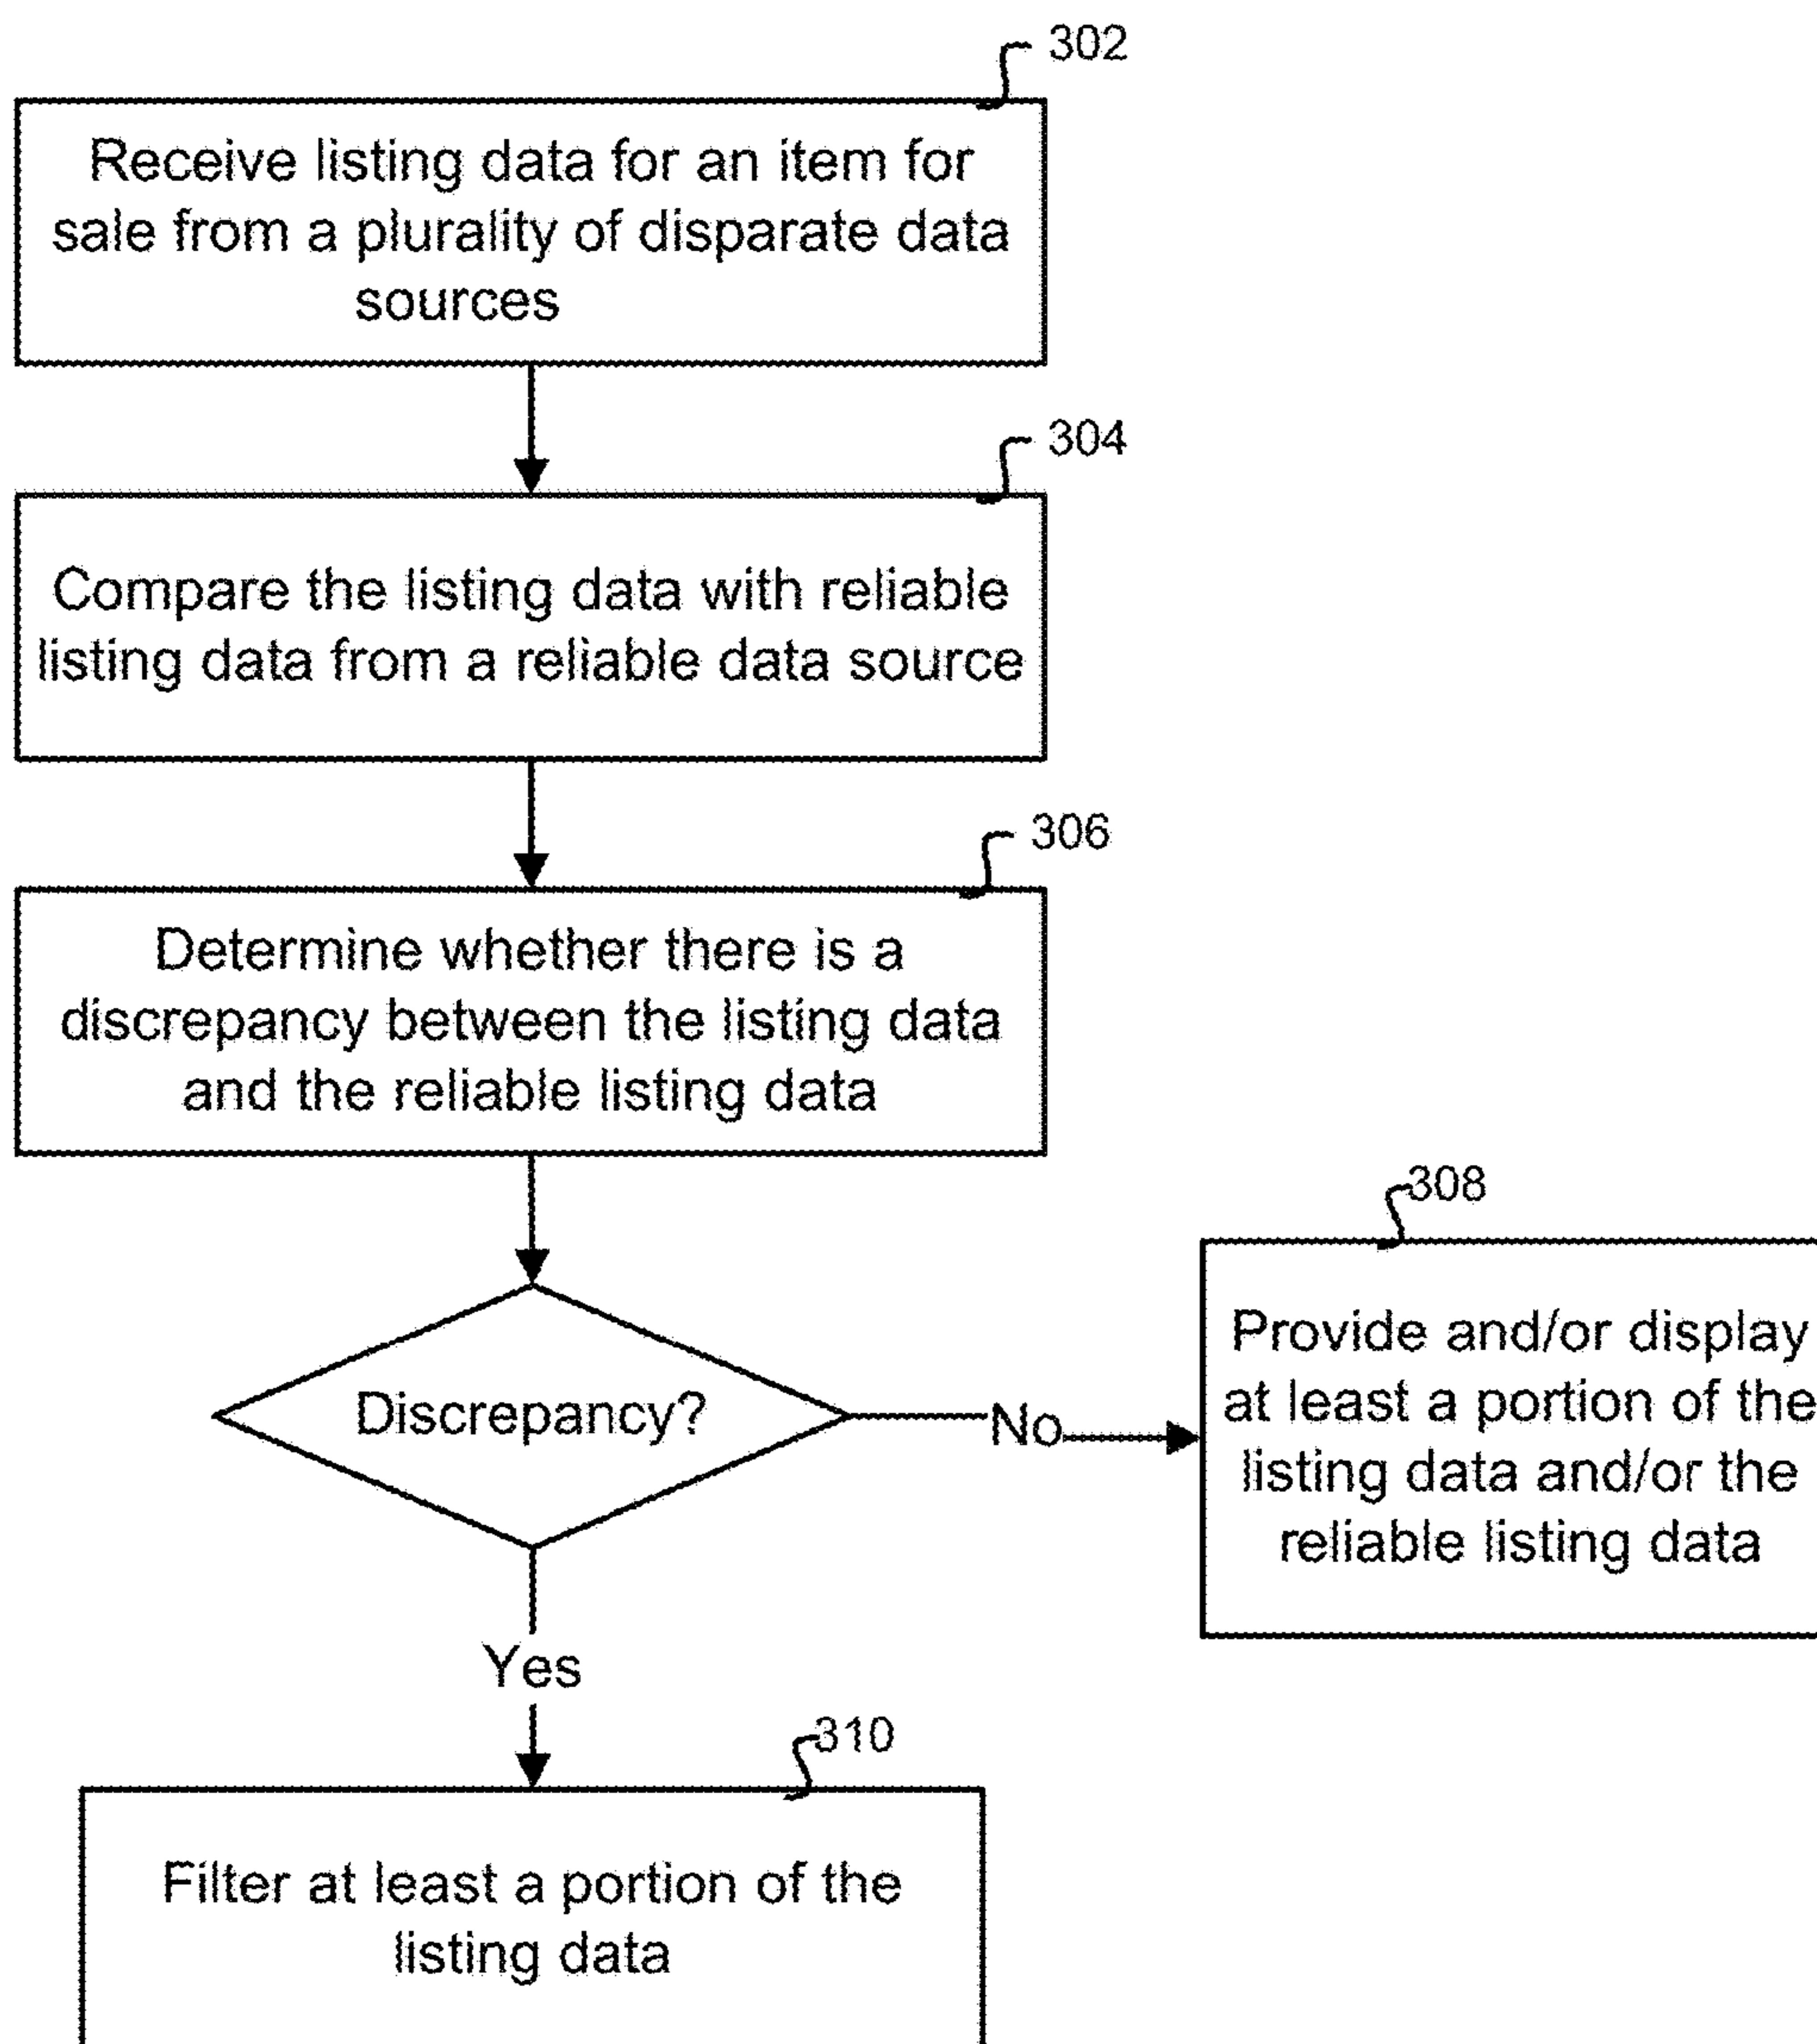 302
Receive listing data for an item for
sale from a plurality of disparate data
sources
304
Compare the listing data with reliable
listing data from a reliable data source
306
Determine whether there is a
discrepancy between the listing data
and the reliable listing data
308
Discrepancy?
No
Provide and/or display
at least a portion of the
listing data and/or the
reliable listing data
Yes
310
Filter at least a portion of the
listing data